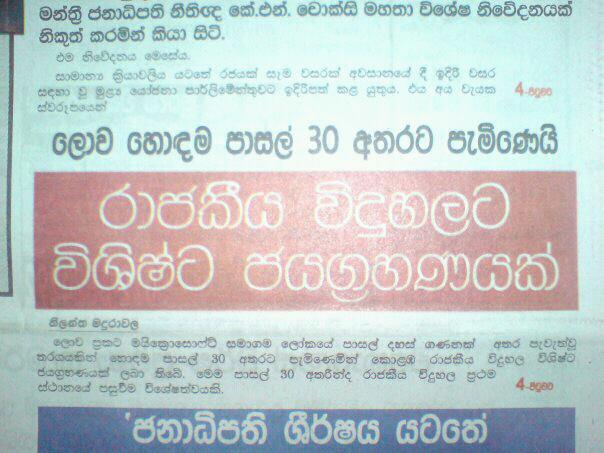 මන්ත්‍රී ජනාධිපති නීතිඥ කේ.එන්. චොක්සි මහතා විශේෂ නිවේදනයක්
නිකුත් කරමින් කියා සිටී.
එම නිවේදනය මෙසේය.
සාමාන්‍ය ක්‍රියාවලිය යටතේ රජයක් සෑම වසරක් අවසානයේ දී ඉදිරි වසර
සඳහා වූ මූල්‍ය යෝජනා පාර්ලිමේන්තුවට ඉදිරිපත් කළ යුතුය. එය අය වැයක
ස්වරූපයෙන්
4-පිටුවට
ලොව හොඳම පාසල් 30 අතරට පැමිණෙයි
රාජකීය විදුහලට
විශිෂ්ට ජයග්‍රහණයක්
තිලක්ෂ මදුරාවල
ලොව ප්‍රකට මයික්‍රොසොෆ්ට් සමාගම ලෝකයේ පාසල් දහස් ගණනක් අතර පැවැත්වූ
තරගයකින් හොඳම පාසල් 30 අතරට පැමිණෙමින් කොළඹ රාජකීය විදුහල විශිෂ්ට
ජයග්‍රහණයක් ලබා තිබේ. මෙම පාසල් 30 අතරින්ද රාජකීය විදුහල ප්‍රථම
ස්ථානයේ පසුවීම විශේෂත්වයකි.
4-පිටුවට
'ජනාධිපති ශීර්ෂය යටතේ